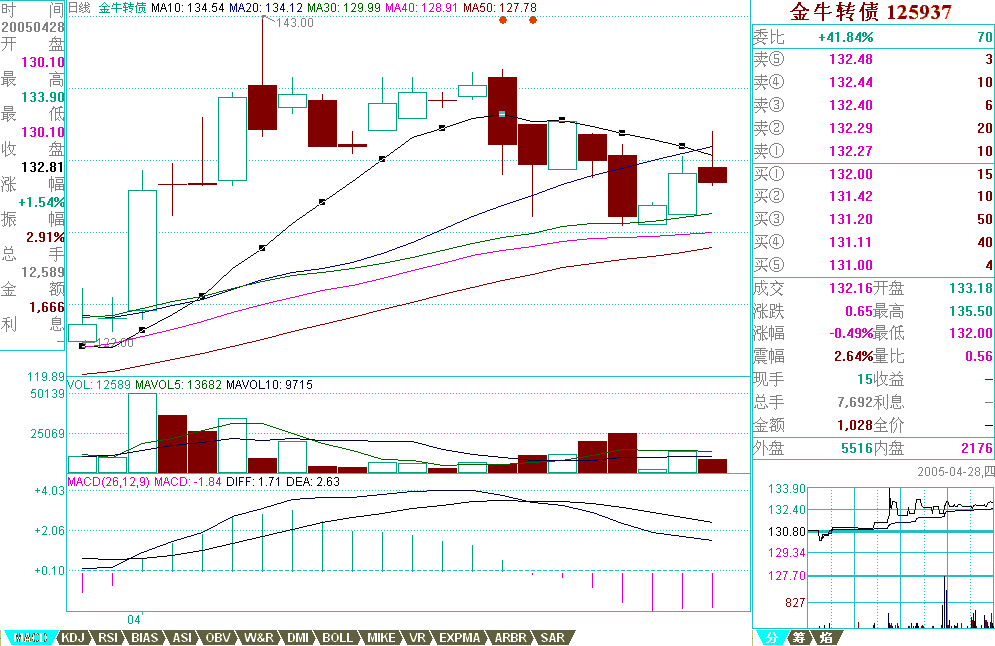 时 间
20050428
开 盘
130.10
最 高
133.90
最 低
130.10
收 盘
132.81
涨 幅
+1.54%
振 幅
2.91%
总 手
12,589
金 额
1,666
利 息
–
日线 金牛转债 MA10: 134.54 MA20: 134.12 MA30: 129.99 MA40: 128.91 MA50: 127.78
143.00
122.00
119.89
VOL: 12589 MAVOL5: 13682 MAVOL10: 9715
50139
25069
MACD(26,12,9) MACD: -1.84 DIFF: 1.71 DEA: 2.63
+4.03
+2.06
+0.10
04
MACD KDJ RSI BIAS ASI OBV W&R DMI BOLL MIKE VR EXPMA ARBR SAR
金牛转债 125937
委比 +41.84% 70
卖⑤ 132.48 3
卖④ 132.44 10
卖③ 132.40 6
卖② 132.29 20
卖① 132.27 10
买① 132.00 15
买② 131.42 10
买③ 131.20 50
买④ 131.11 40
买⑤ 131.00 4
成交 132.16 开盘 133.18
涨跌 0.65 最高 135.50
涨幅 -0.49% 最低 132.00
震幅 2.64% 量比 0.56
现手 15 收益 –
总手 7,692 利息 –
金额 1,028 全价 –
外盘 5516 内盘 2176
2005-04-28,四
133.90
132.40
130.80
129.34
127.70
827
分 筹 焰